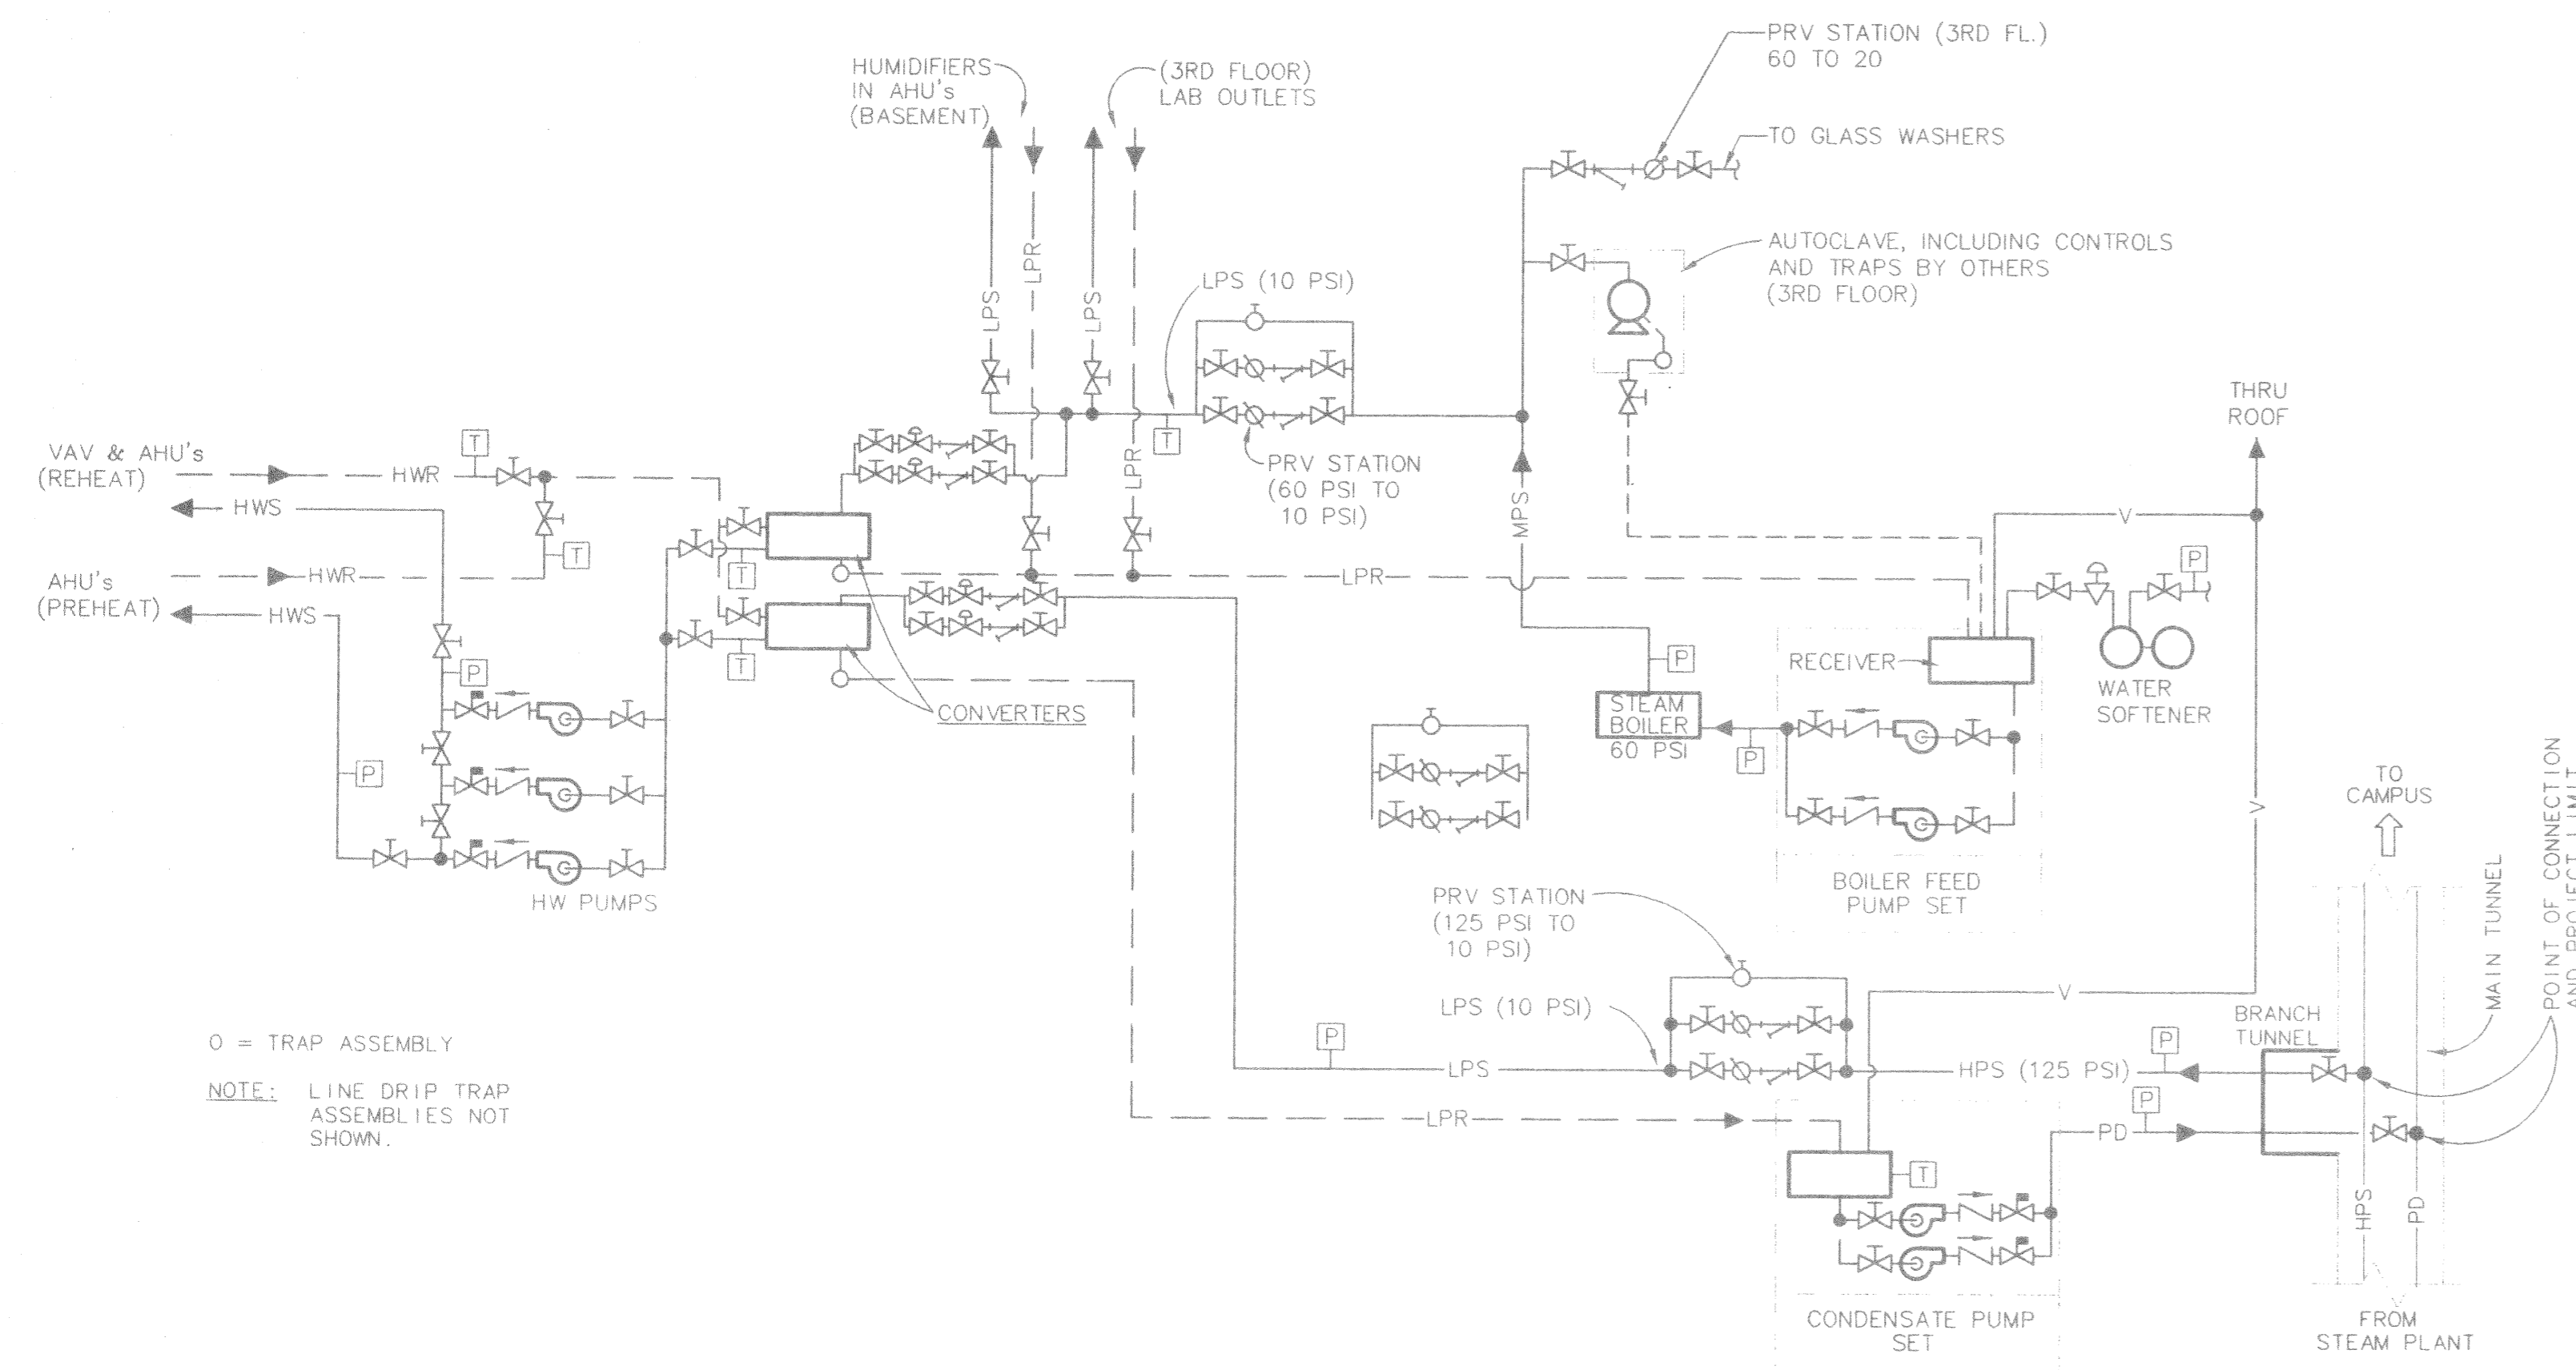 PRV STATION (3RD FL.)
60 TO 20
HUMIDIFIERS
IN AHU's
(BASEMENT)
(3RD FLOOR)
LAB OUTLETS
TO GLASS WASHERS
AUTOCLAVE, INCLUDING CONTROLS
AND TRAPS BY OTHERS
(3RD FLOOR)
LPS
LPR
LPS
LPR
LPS (10 PSI)
T
PRV STATION
(60 PSI TO
10 PSI)
MPS
THRU
ROOF
VAV & AHU's
(REHEAT)
T
HWR
HWS
T
AHU's
(PREHEAT)
HWR
HWS
T
T
LPR
V
P
P
P
P
CONVERTERS
STEAM
BOILER
60 PSI
P
P
RECEIVER
WATER
SOFTENER
BOILER FEED
PUMP SET
HW PUMPS
V
TO
CAMPUS
MAIN TUNNEL
POINT OF CONNECTION
AND PROJECT LIMIT
PRV STATION
(125 PSI TO
10 PSI)
LPS (10 PSI)
V
BRANCH
TUNNEL
P
LPS
HPS (125 PSI)
P
P
LPR
PD
T
HPS
PD
CONDENSATE PUMP
SET
FROM
STEAM PLANT
O = TRAP ASSEMBLY
NOTE: LINE DRIP TRAP
ASSEMBLIES NOT
SHOWN.